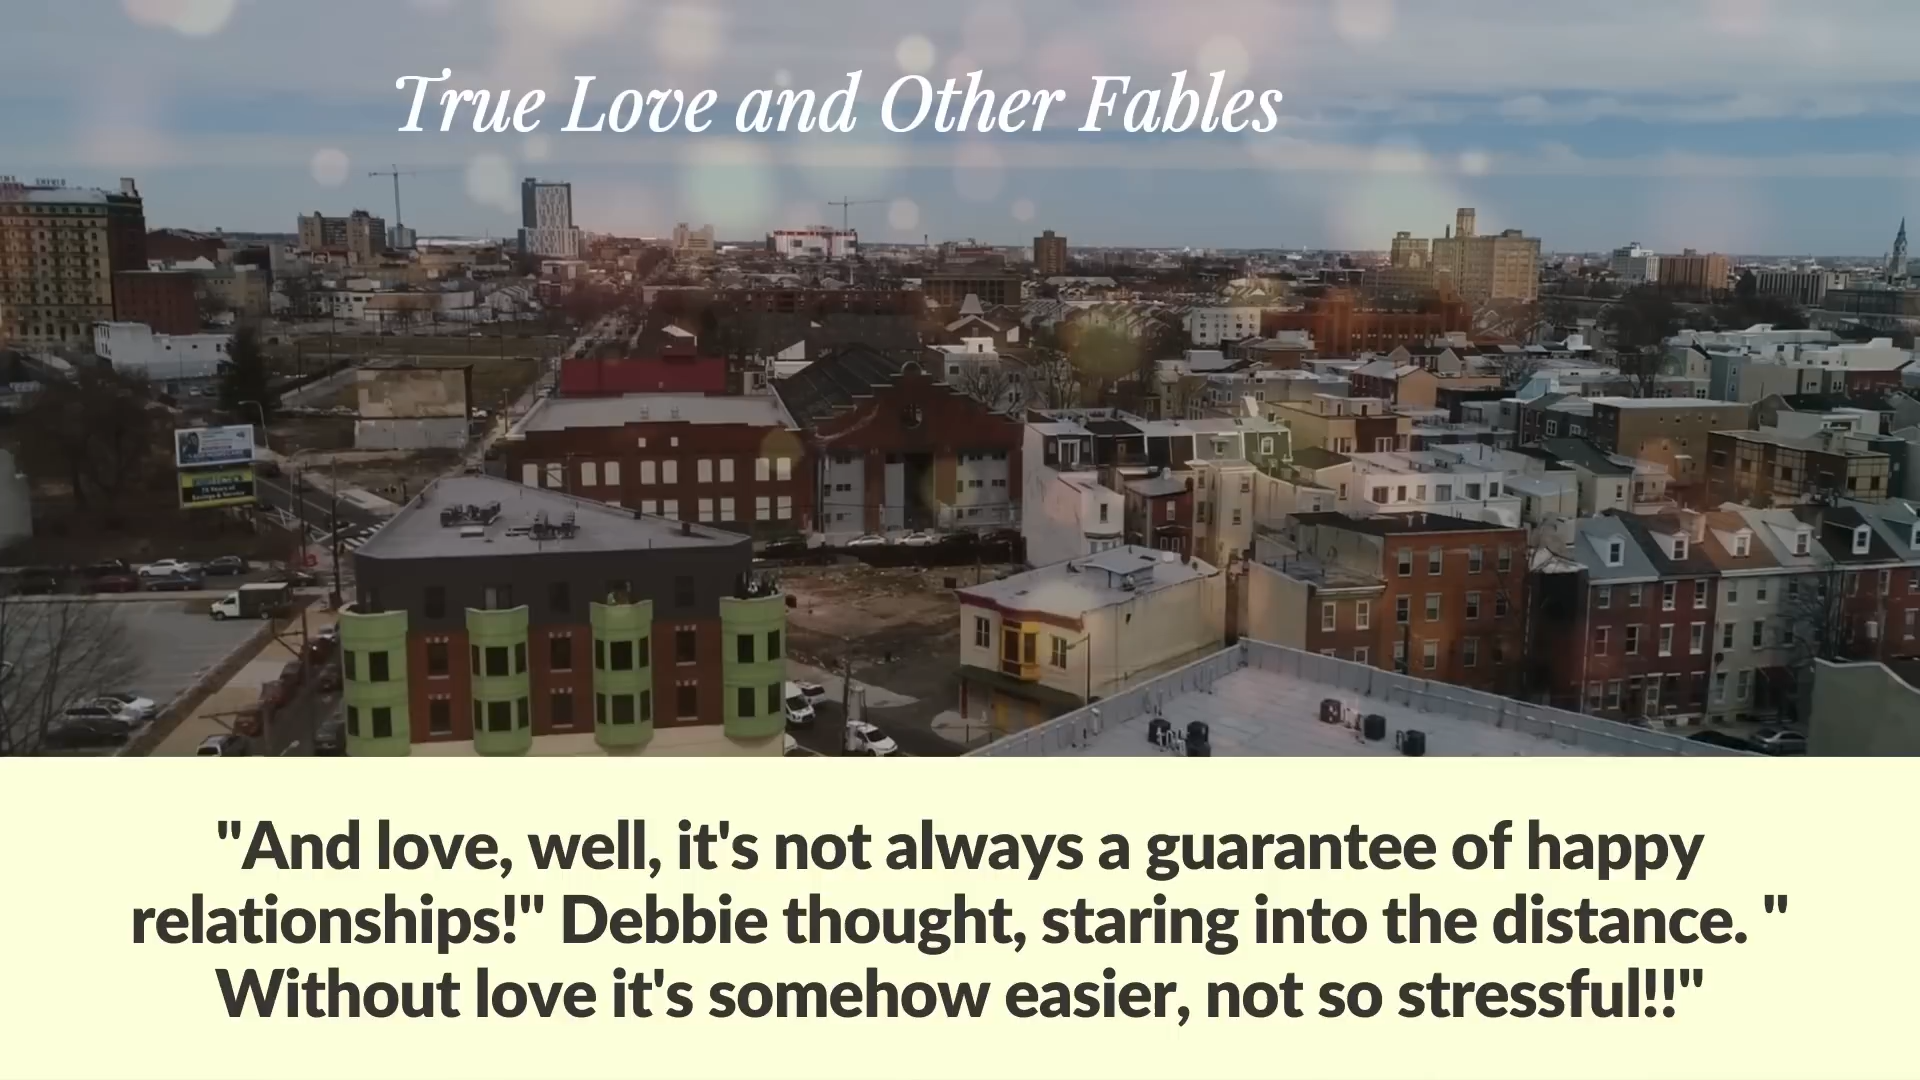 True Love and Other Fables
"And love, well, it's not always a guarantee of happy
relationships!" Debbie thought, staring into the distance. "
Without love it's somehow easier, not so stressful!!"